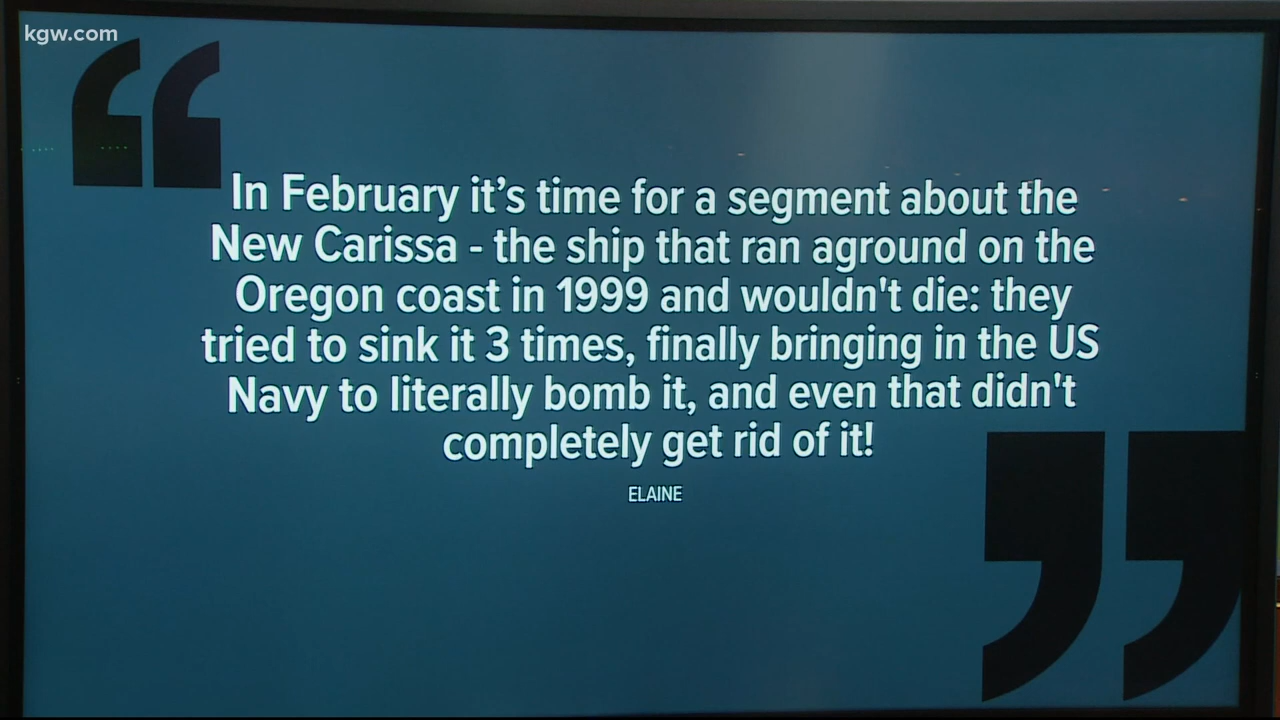 kgw.com
In February it’s time for a segment about the
New Carissa - the ship that ran aground on the
Oregon coast in 1999 and wouldn't die: they
tried to sink it 3 times, finally bringing in the US
Navy to literally bomb it, and even that didn't
completely get rid of it!
ELAINE